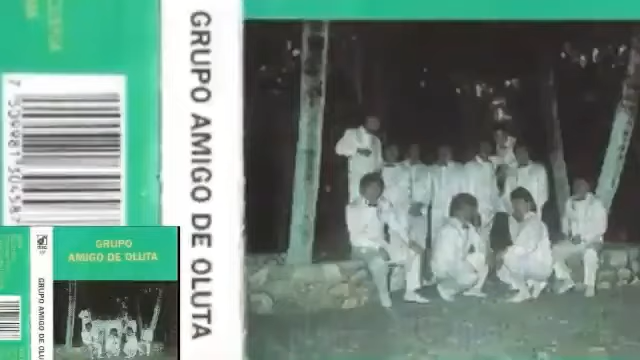 GRUPO AMIGO DE OLUTA
GRUPO
AMIGO DE OLUTA
GRUPO AMIGO DE OLU